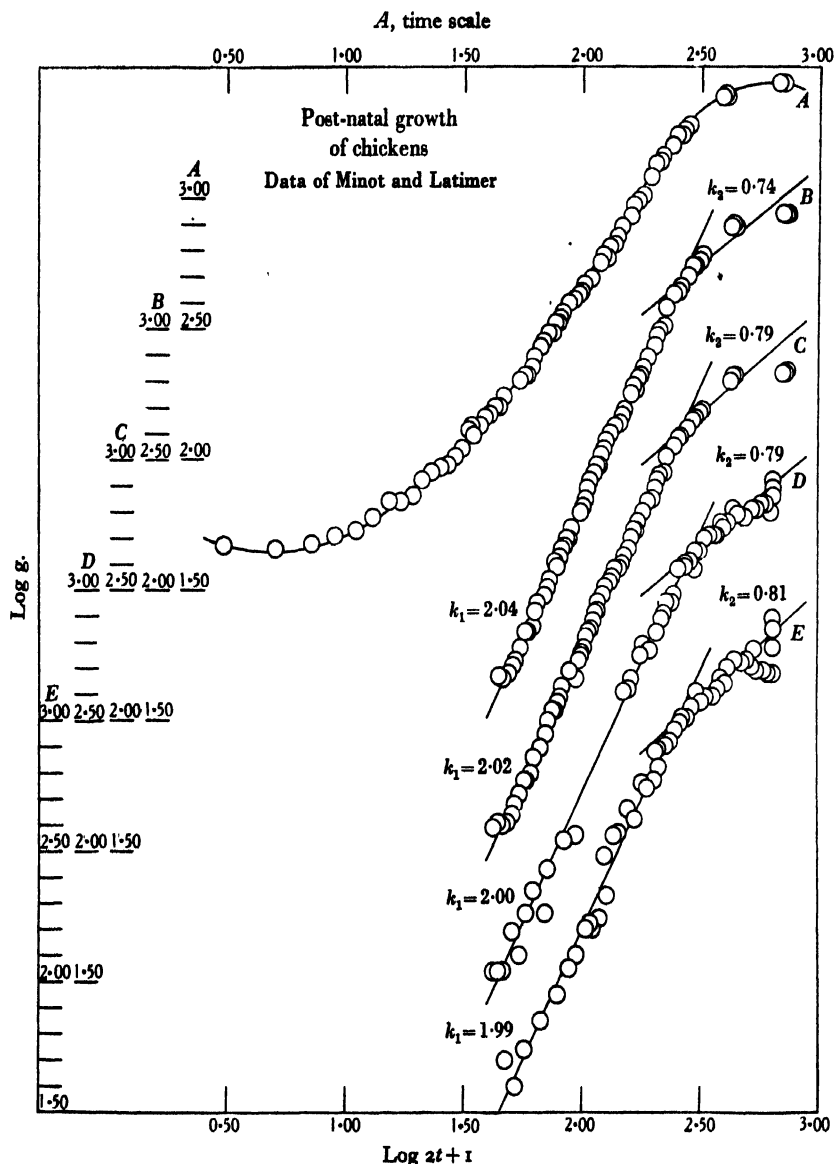 A, time scale
0·50 1·00 1·50 2·00 2·50 3·00
Post-natal growth
of chickens
Data of Minot and Latimer
A
A
3·00
k₂=0·74
B
B
3·00 2·50
k₂=0·79
C
C
3·00 2·50 2·00
k₂=0·79
D
D
3·00 2·50 2·00 1·50
k₂=0·81
Log g.
k₁=2·04
E
E
3·00 2·50 2·00 1·50
k₁=2·02
2·50 2·00 1·50
k₁=2·00
2·00 1·50
k₁=1·99
1·50
0·50 1·00 1·50 2·00 2·50 3·00
Log 2t+1